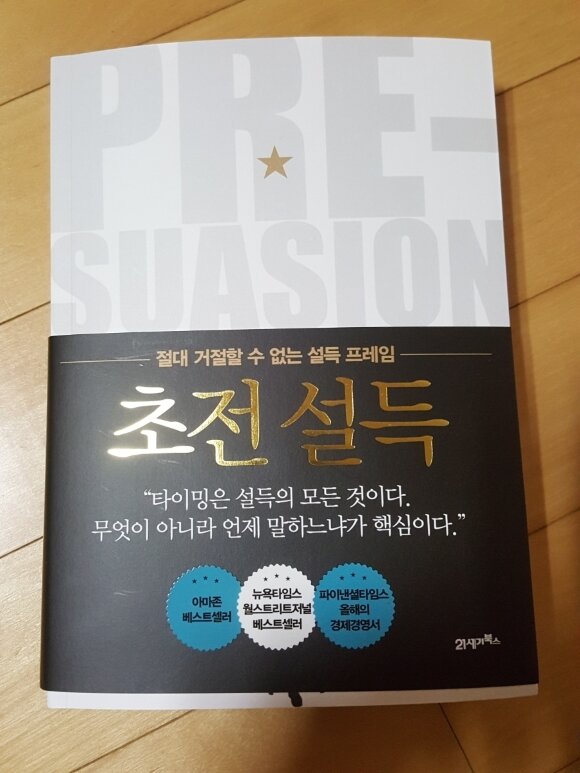 PRE-
SUASION
절대 거절할 수 없는 설득 프레임
초전 설득
“타이밍은 설득의 모든 것이다.
무엇이 아니라 언제 말하느냐가 핵심이다.”
아마존
베스트셀러
뉴욕타임스
월스트리트저널
베스트셀러
파이낸셜타임스
올해의
경제경영서
21세기북스